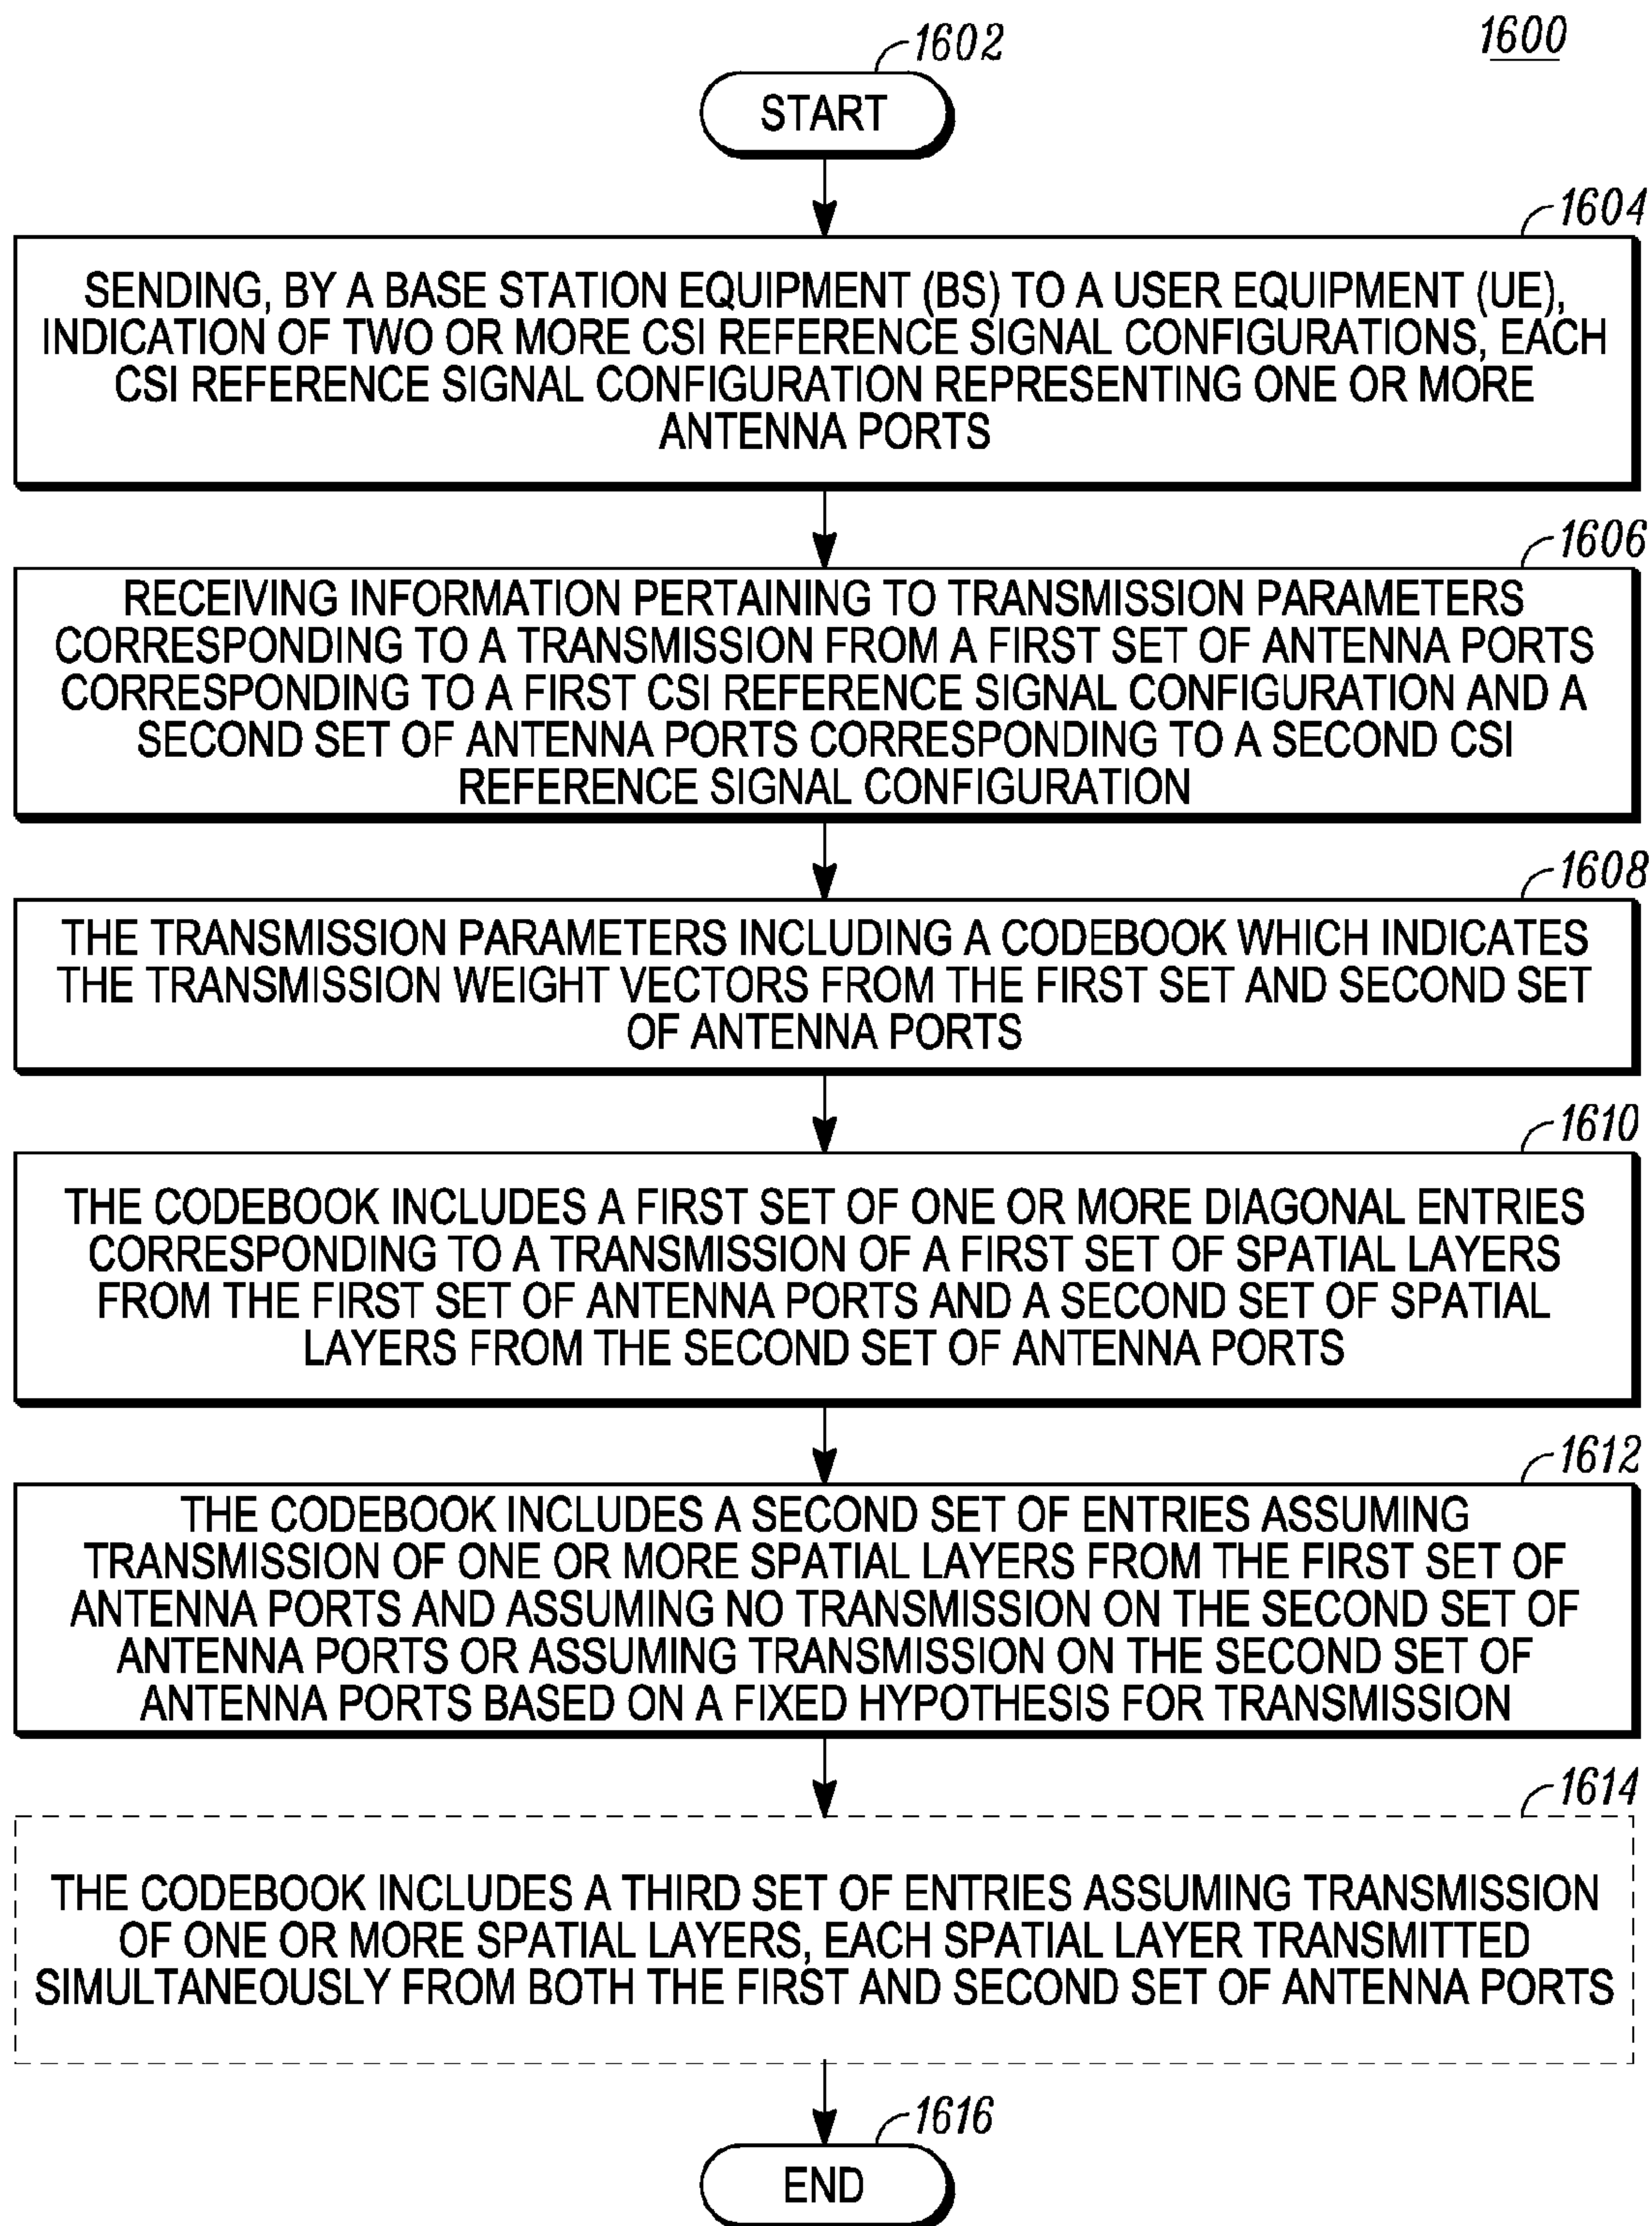 1600
1602
START
1604
SENDING, BY A BASE STATION EQUIPMENT (BS) TO A USER EQUIPMENT (UE),
INDICATION OF TWO OR MORE CSI REFERENCE SIGNAL CONFIGURATIONS, EACH
CSI REFERENCE SIGNAL CONFIGURATION REPRESENTING ONE OR MORE
ANTENNA PORTS
1606
RECEIVING INFORMATION PERTAINING TO TRANSMISSION PARAMETERS
CORRESPONDING TO A TRANSMISSION FROM A FIRST SET OF ANTENNA PORTS
CORRESPONDING TO A FIRST CSI REFERENCE SIGNAL CONFIGURATION AND A
SECOND SET OF ANTENNA PORTS CORRESPONDING TO A SECOND CSI
REFERENCE SIGNAL CONFIGURATION
1608
THE TRANSMISSION PARAMETERS INCLUDING A CODEBOOK WHICH INDICATES
THE TRANSMISSION WEIGHT VECTORS FROM THE FIRST SET AND SECOND SET
OF ANTENNA PORTS
1610
THE CODEBOOK INCLUDES A FIRST SET OF ONE OR MORE DIAGONAL ENTRIES
CORRESPONDING TO A TRANSMISSION OF A FIRST SET OF SPATIAL LAYERS
FROM THE FIRST SET OF ANTENNA PORTS AND A SECOND SET OF SPATIAL
LAYERS FROM THE SECOND SET OF ANTENNA PORTS
1612
THE CODEBOOK INCLUDES A SECOND SET OF ENTRIES ASSUMING
TRANSMISSION OF ONE OR MORE SPATIAL LAYERS FROM THE FIRST SET OF
ANTENNA PORTS AND ASSUMING NO TRANSMISSION ON THE SECOND SET OF
ANTENNA PORTS OR ASSUMING TRANSMISSION ON THE SECOND SET OF
ANTENNA PORTS BASED ON A FIXED HYPOTHESIS FOR TRANSMISSION
1614
THE CODEBOOK INCLUDES A THIRD SET OF ENTRIES ASSUMING TRANSMISSION
OF ONE OR MORE SPATIAL LAYERS, EACH SPATIAL LAYER TRANSMITTED
SIMULTANEOUSLY FROM BOTH THE FIRST AND SECOND SET OF ANTENNA PORTS
1616
END